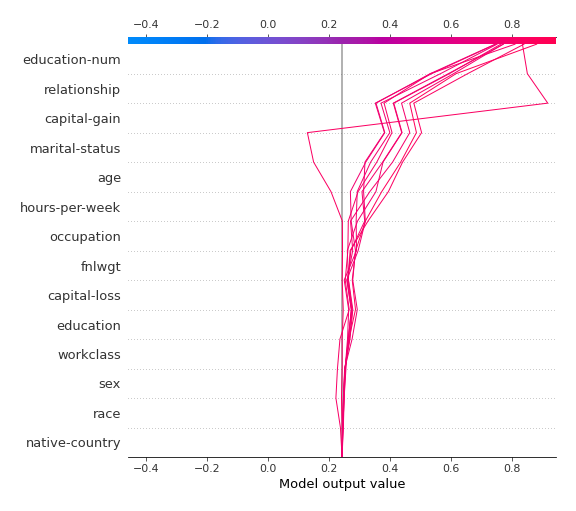 −0.4 −0.2 0.0 0.2 0.4 0.6 0.8
education-num
relationship
capital-gain
marital-status
age
hours-per-week
occupation
fnlwgt
capital-loss
education
workclass
sex
race
native-country
−0.4 −0.2 0.0 0.2 0.4 0.6 0.8
Model output value